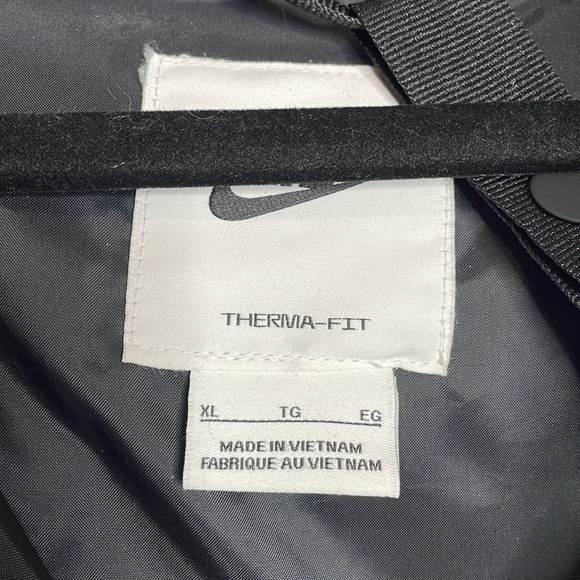 THERMA-FIT
XL TG EG
MADE IN VIETNAM
FABRIQUE AU VIETNAM